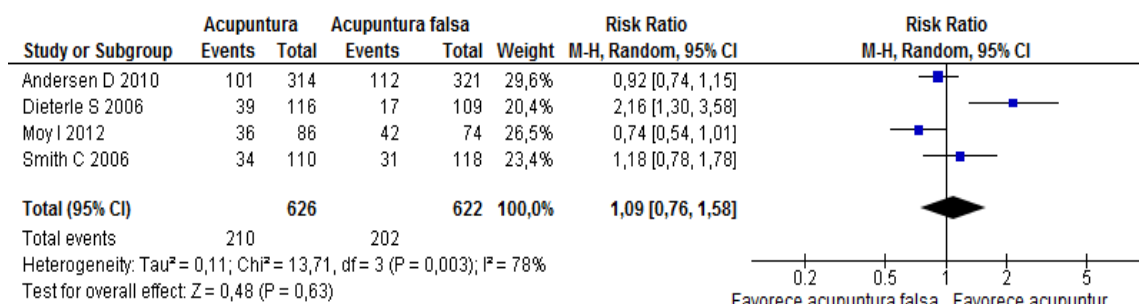 Acupuntura Acupuntura falsa Risk Ratio Risk Ratio
Study or Subgroup Events Total Events Total Weight M-H, Random, 95% CI M-H, Random, 95% CI
Andersen D 2010 101 314 112 321 29,6% 0,92 [0,74, 1,15]
Dieterle S 2006 39 116 17 109 20,4% 2,16 [1,30, 3,58]
Moy I 2012 36 86 42 74 26,5% 0,74 [0,54, 1,01]
Smith C 2006 34 110 31 118 23,4% 1,18 [0,78, 1,78]
Total (95% CI) 626 622 100,0% 1,09 [0,76, 1,58]
Total events 210 202
Heterogeneity: Tau² = 0,11; Chi² = 13,71, df = 3 (P = 0,003); I² = 78%
Test for overall effect: Z = 0,48 (P = 0,63)
0.2 0.5 1 2 5
Favorece acupuntura falsa Favorece acupuntur